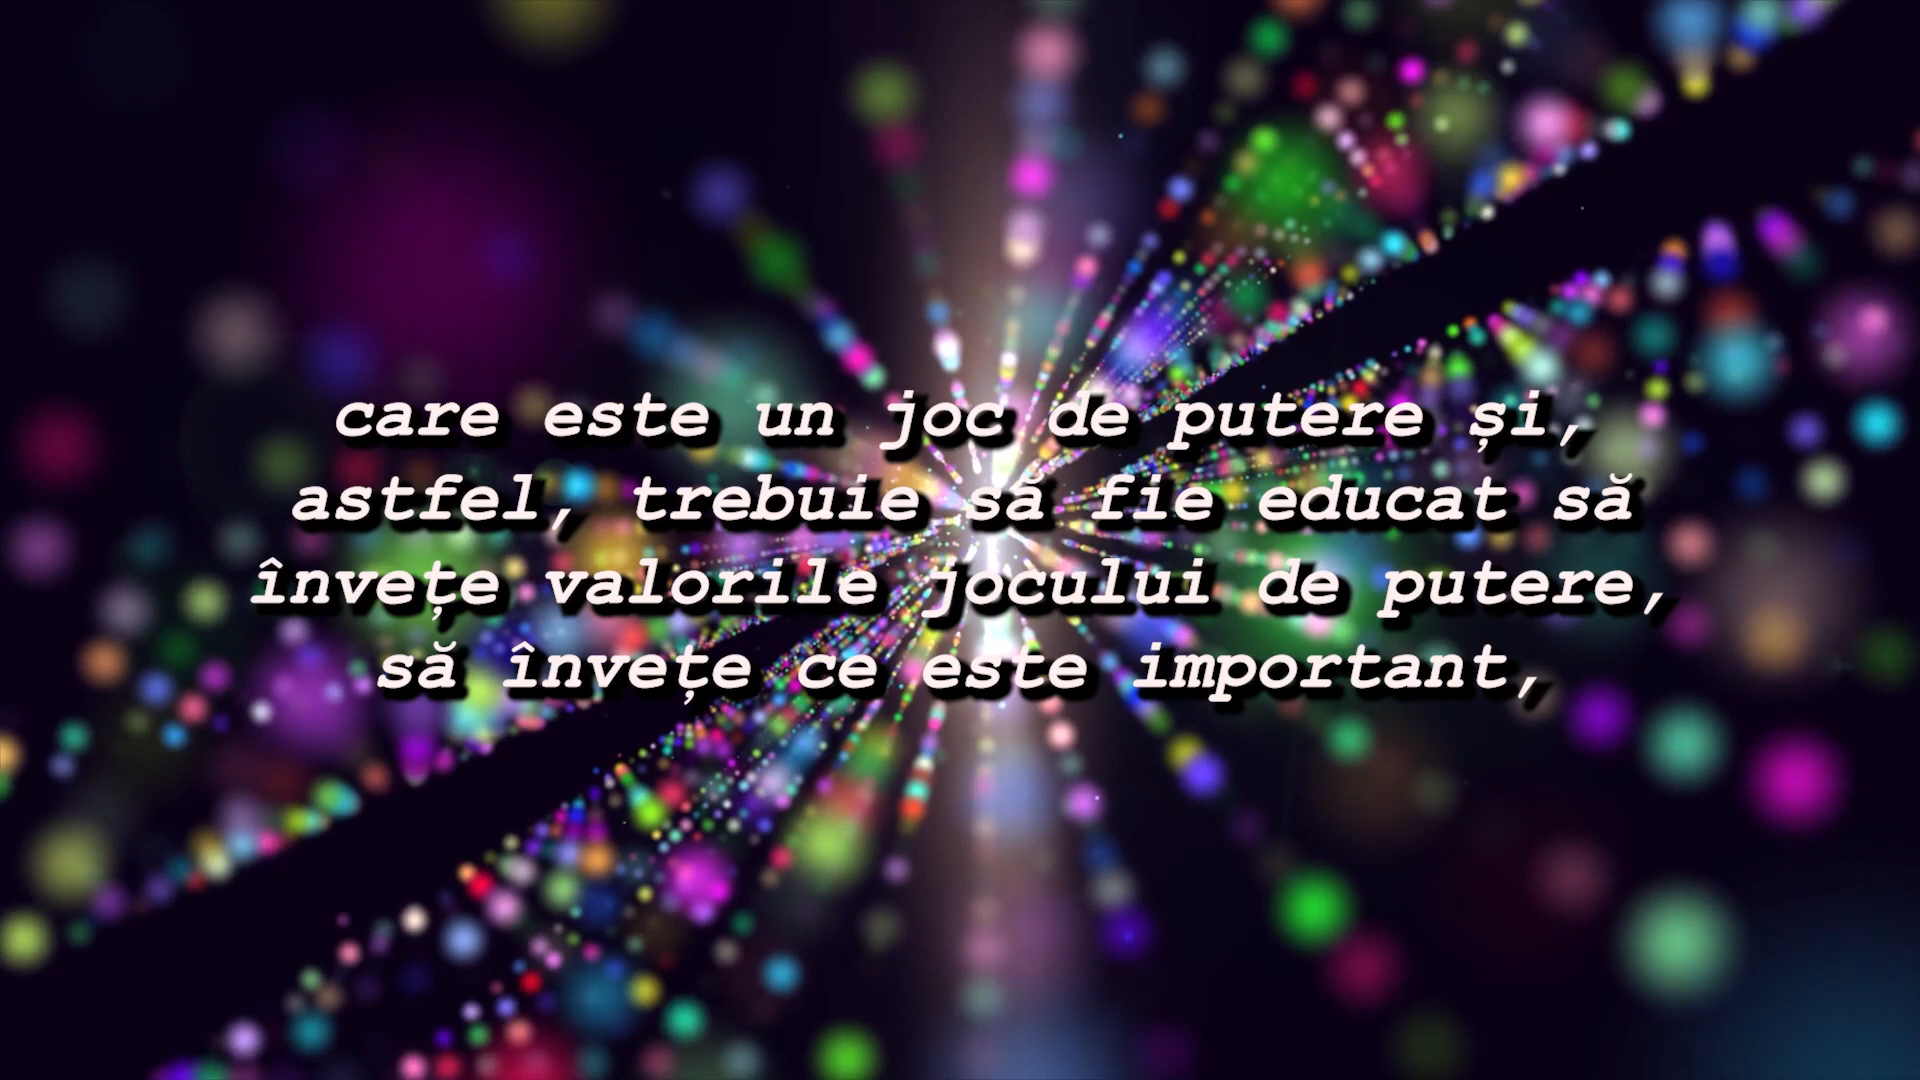 care este un joc de putere și,
astfel, trebuie să fie educat să
învețe valorile jocului de putere,
să învețe ce este important,